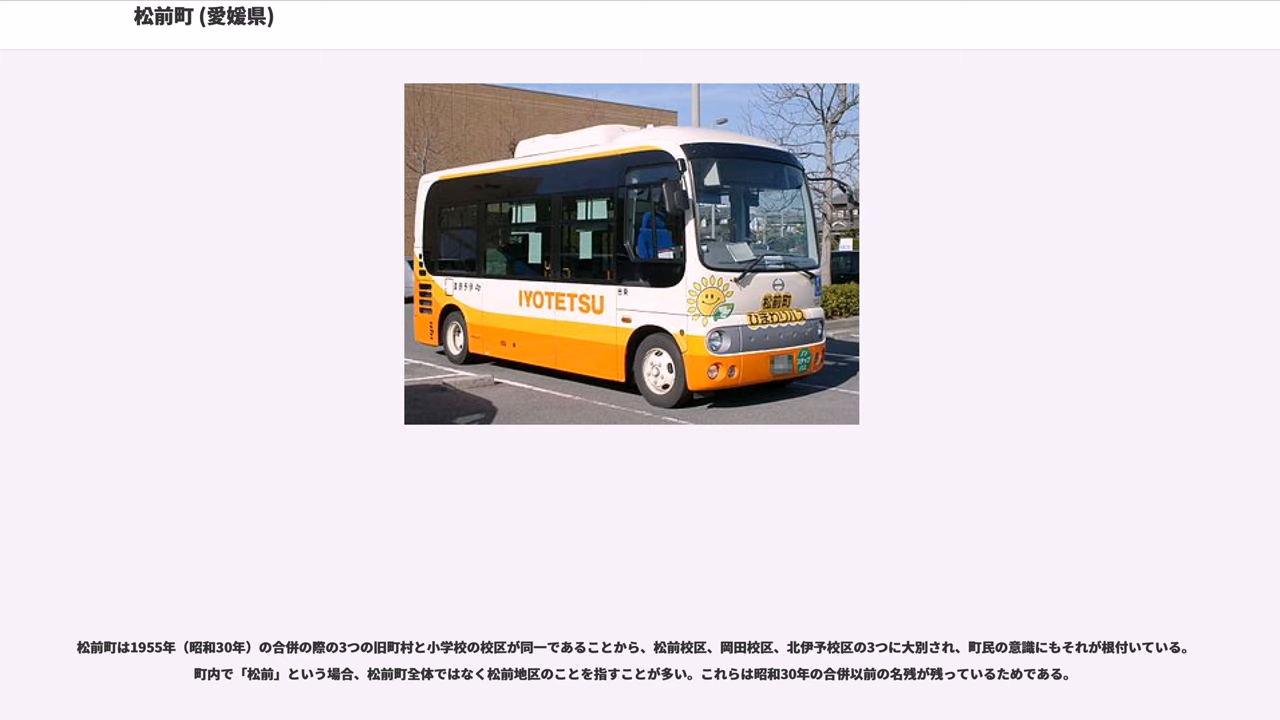 松前町 (愛媛県)
IYOTETSU
松前町
ひまわりバス
松前町は1955年（昭和30年）の合併の際の3つの旧町村と小学校の校区が同一であることから、松前校区、岡田校区、北伊予校区の3つに大別され、町民の意識にもそれが根付いている。
町内で「松前」という場合、松前町全体ではなく松前地区のことを指すことが多い。これらは昭和30年の合併以前の名残が残っているためである。